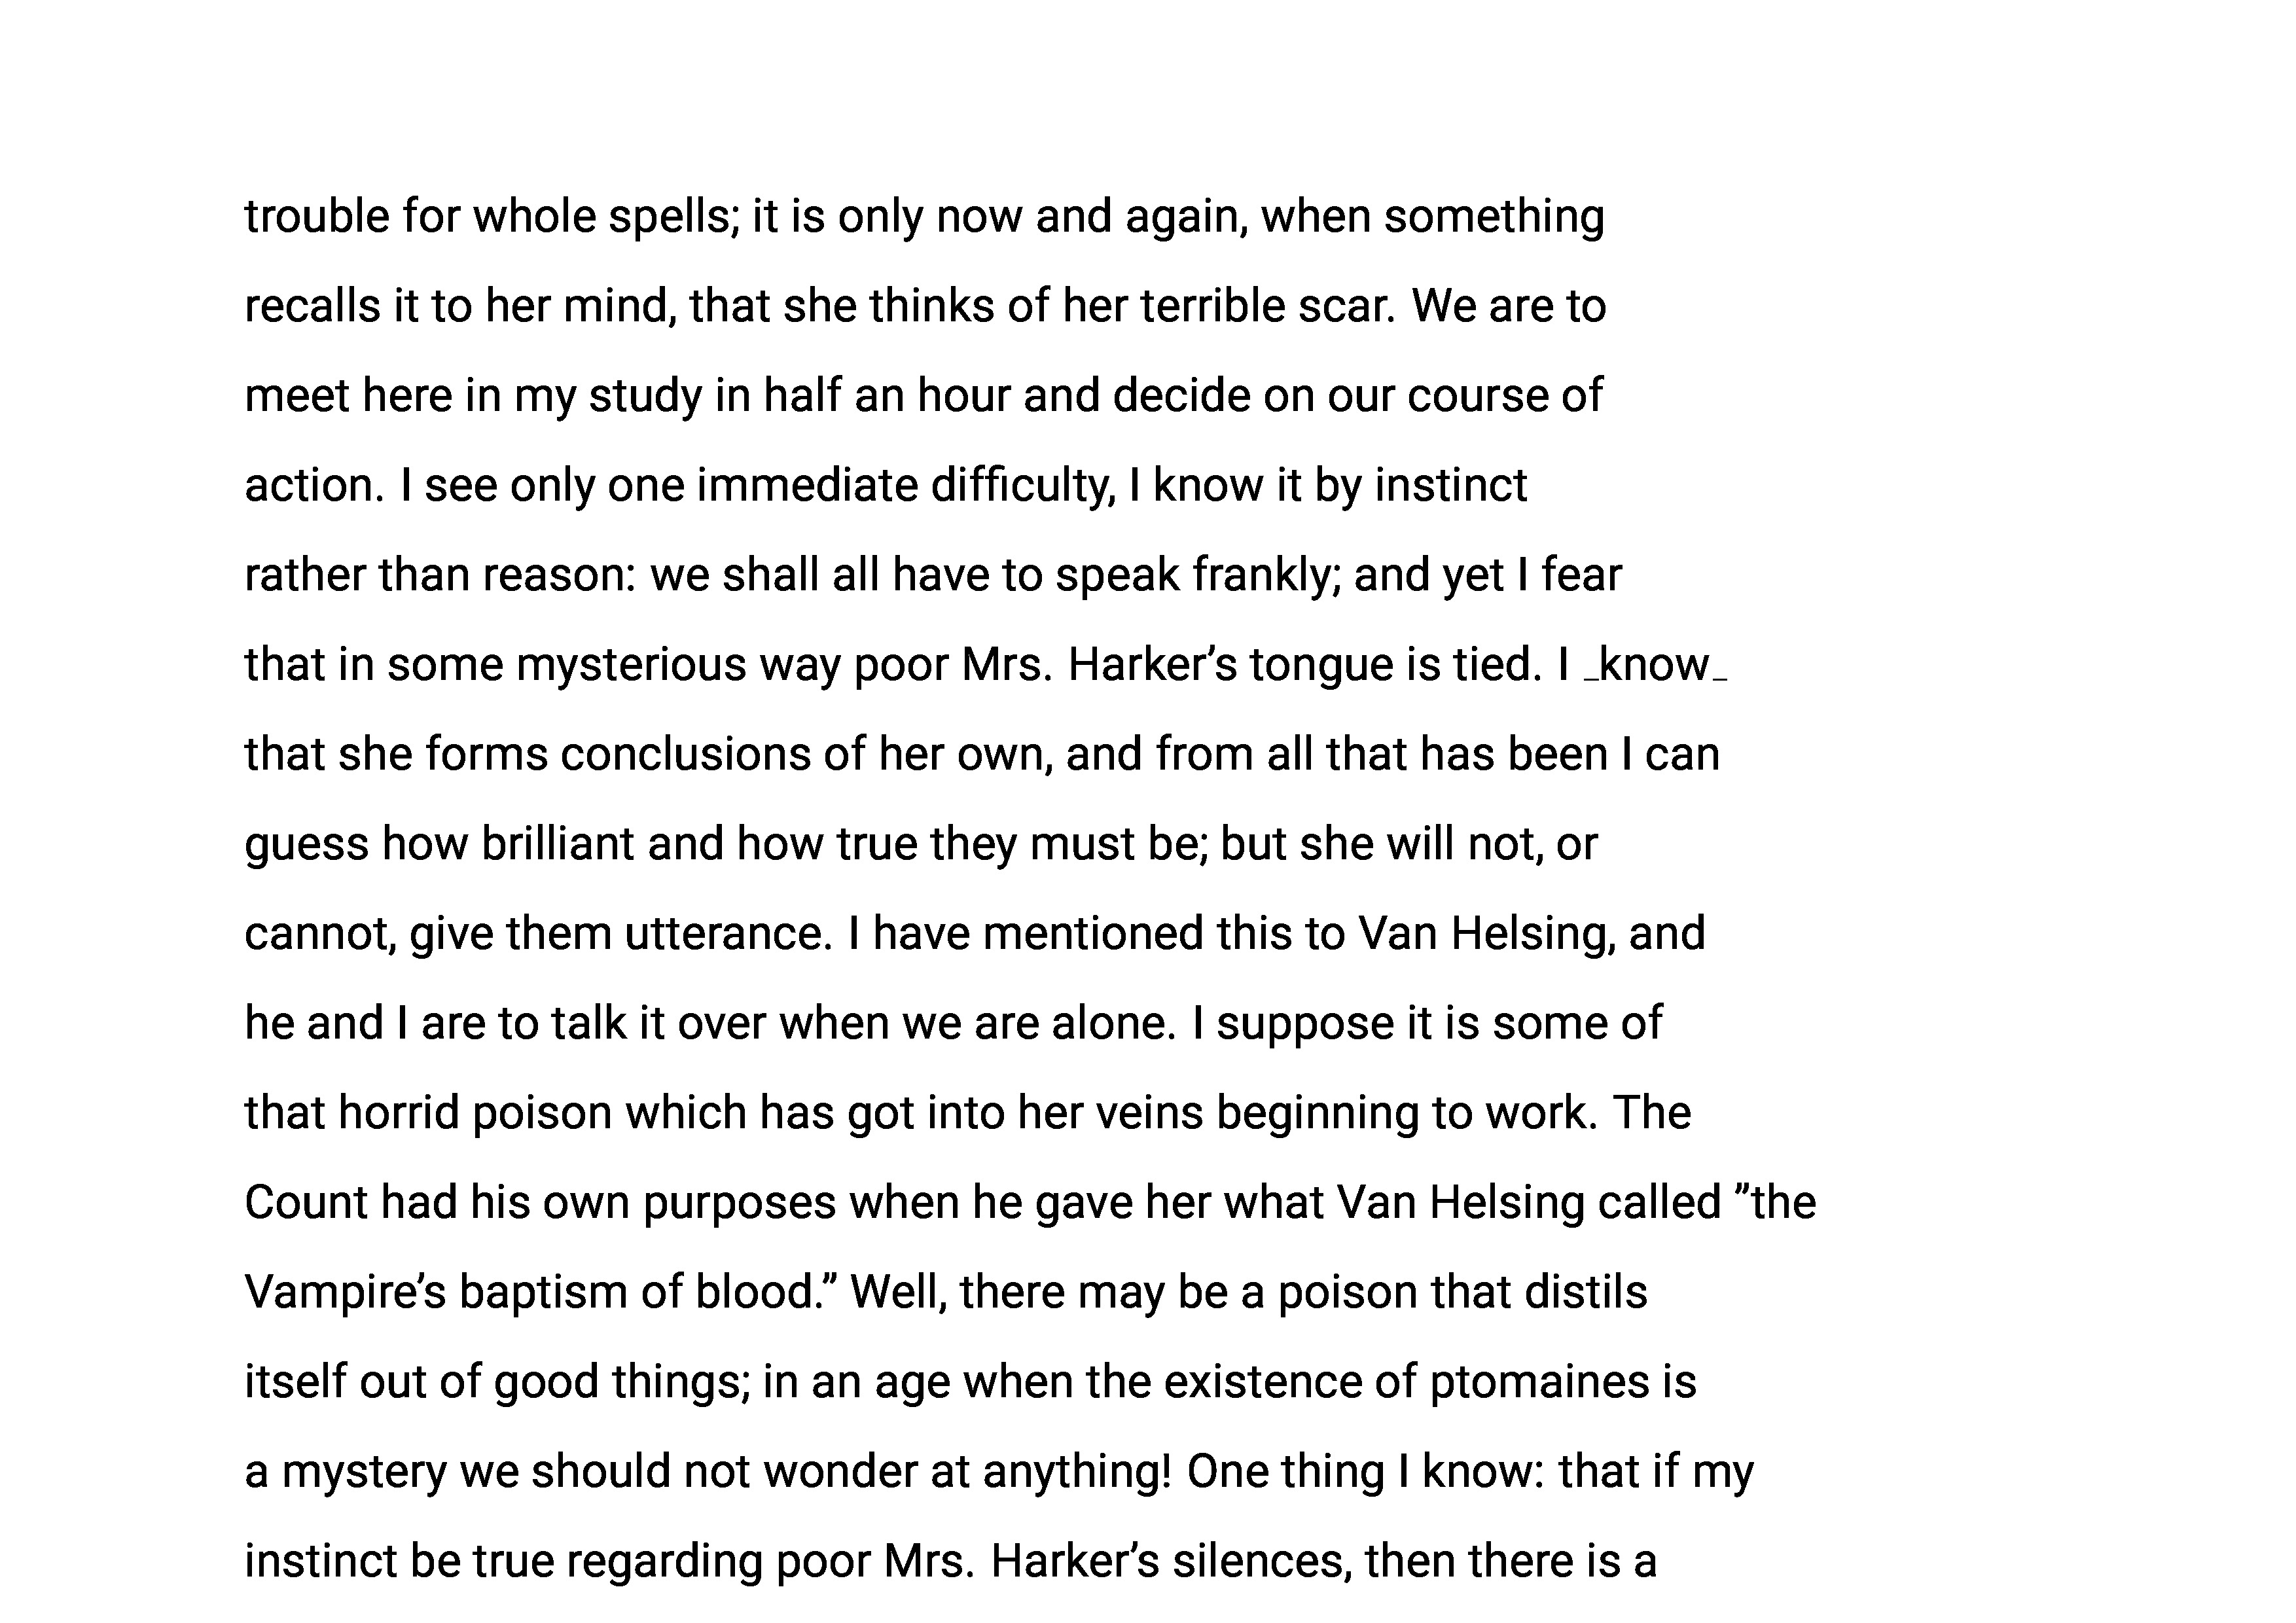 trouble for whole spells; it is only now and again, when something
recalls it to her mind, that she thinks of her terrible scar. We are to
meet here in my study in half an hour and decide on our course of
action. I see only one immediate difficulty, I know it by instinct
rather than reason: we shall all have to speak frankly; and yet I fear
that in some mysterious way poor Mrs. Harker’s tongue is tied. I _know_
that she forms conclusions of her own, and from all that has been I can
guess how brilliant and how true they must be; but she will not, or
cannot, give them utterance. I have mentioned this to Van Helsing, and
he and I are to talk it over when we are alone. I suppose it is some of
that horrid poison which has got into her veins beginning to work. The
Count had his own purposes when he gave her what Van Helsing called ”the
Vampire’s baptism of blood.” Well, there may be a poison that distils
itself out of good things; in an age when the existence of ptomaines is
a mystery we should not wonder at anything! One thing I know: that if my
instinct be true regarding poor Mrs. Harker’s silences, then there is a